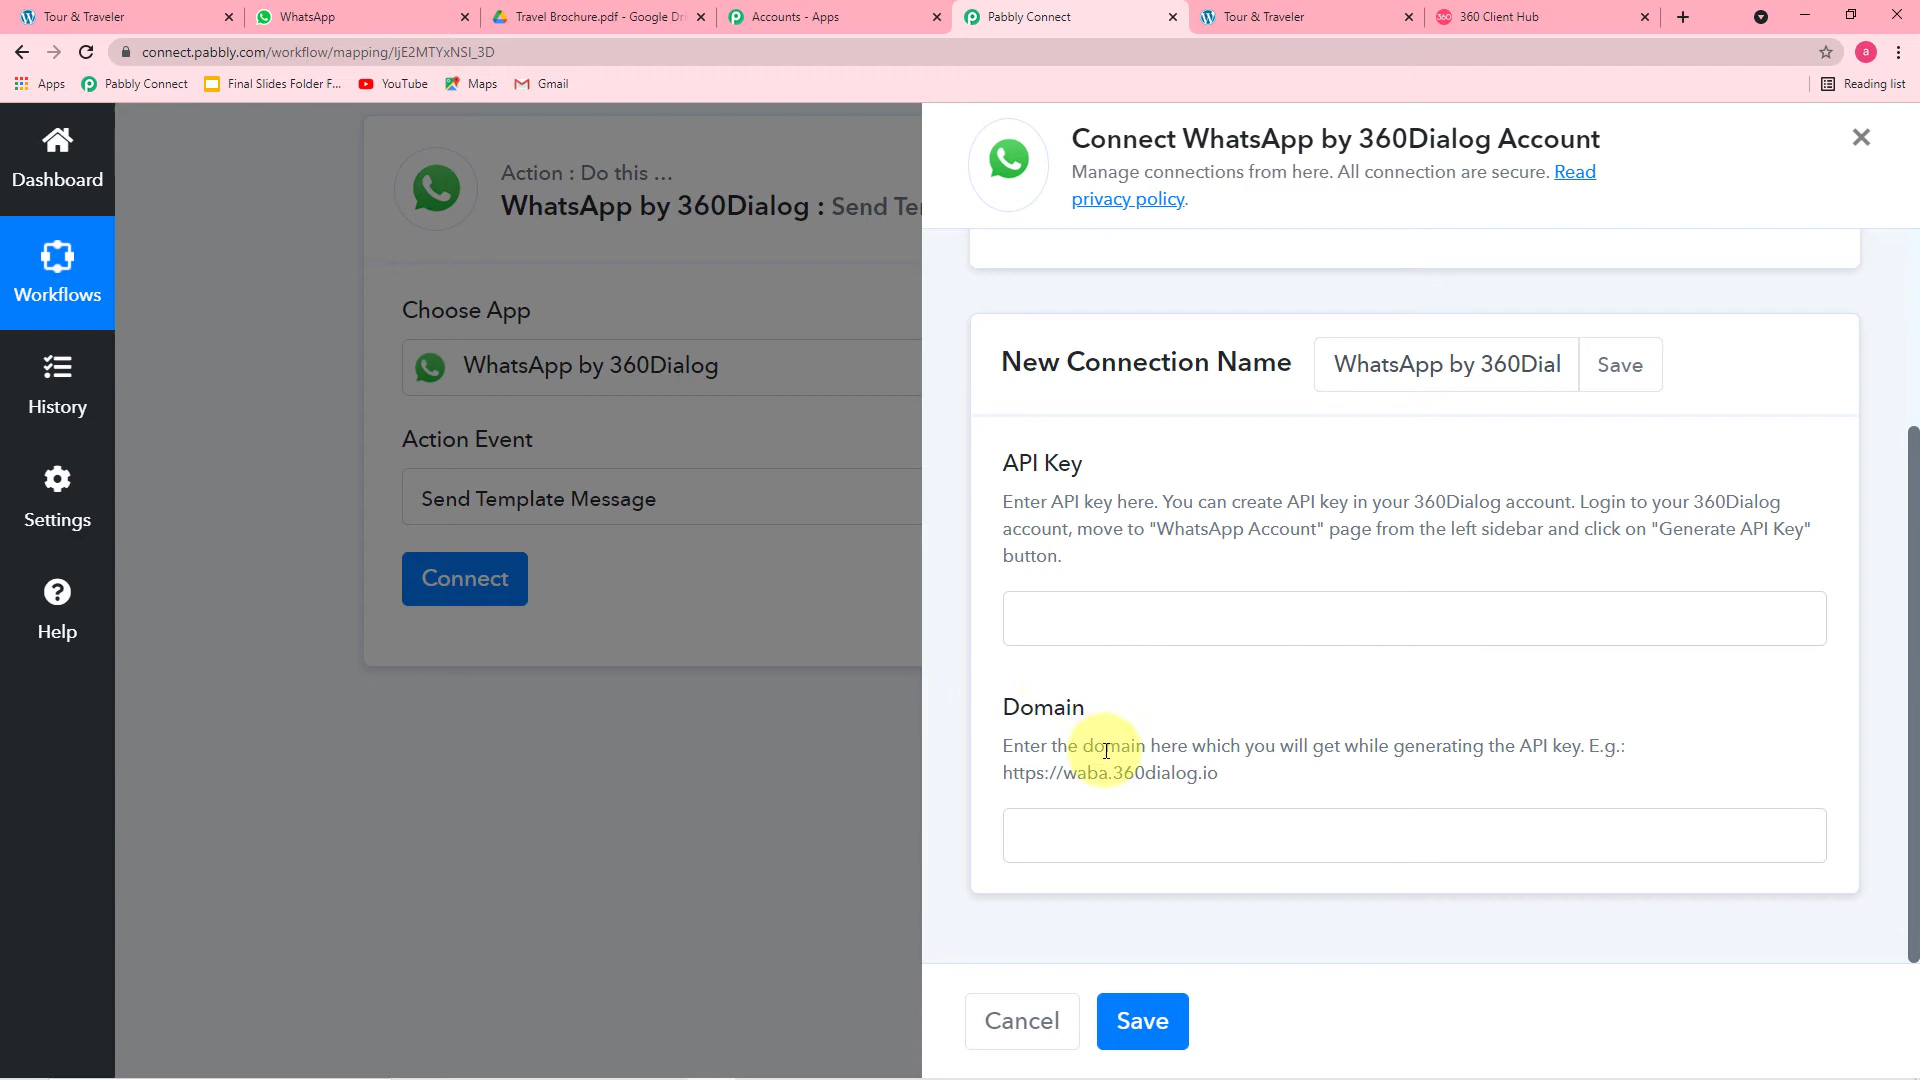 Tour & Traveler
WhatsApp
Travel Brochure.pdf - Google Dri
Accounts - Apps
Pabbly Connect
Tour & Traveler
360 Client Hub
connect.pabbly.com/workflow/mapping/IjE2MTYxNSI_3D
a
Apps
Pabbly Connect
Final Slides Folder F...
YouTube
Maps
Gmail
Reading list
Dashboard
Workflows
History
Settings
Help
Action : Do this ...
WhatsApp by 360Dialog : Send Te
Choose App
WhatsApp by 360Dialog
Action Event
Send Template Message
Connect
Connect WhatsApp by 360Dialog Account
Manage connections from here. All connection are secure. Read
privacy policy.
New Connection Name
WhatsApp by 360Dial
Save
API Key
Enter API key here. You can create API key in your 360Dialog account. Login to your 360Dialog
account, move to "WhatsApp Account" page from the left sidebar and click on "Generate API Key"
button.
Domain
Enter the domain here which you will get while generating the API key. E.g.:
https://waba.360dialog.io
Cancel
Save